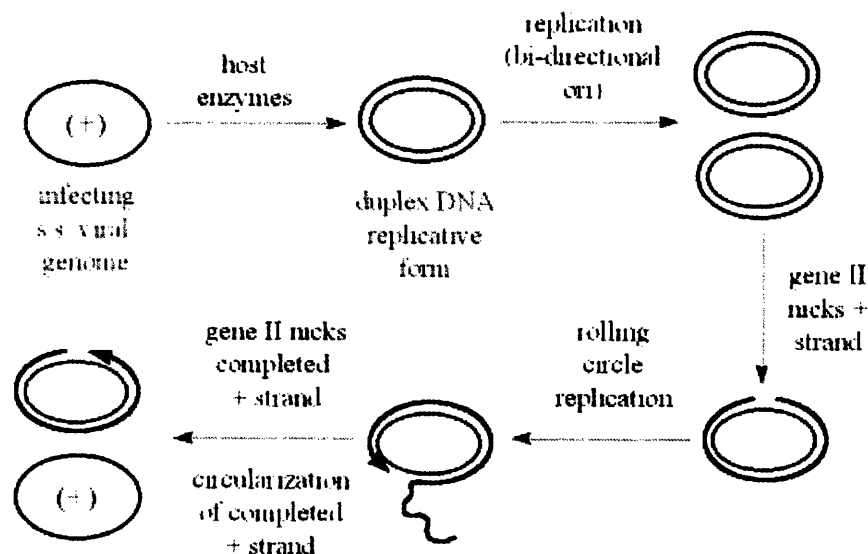 (+)
infecting
s.s. viral
genome
host
enzymes
duplex DNA
replicative
form
replication
(bi-directional
ori)
gene II
nicks +
strand
rolling
circle
replication
gene II nicks
completed
+ strand
circularization
of completed
+ strand
(+)